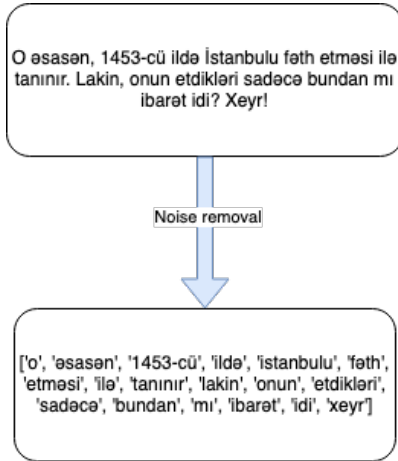 O əsasən, 1453-cü ildə İstanbulu fəth etməsi ilə
tanınır. Lakin, onun etdikləri sadəcə bundan mı
ibarət idi? Xeyr!
Noise removal
['o', 'əsasən', '1453-cü', 'ildə', 'istanbulu', 'fəth',
'etməsi', 'ilə', 'tanınır', 'lakin', 'onun', 'etdikləri',
'sadəcə', 'bundan', 'mı', 'ibarət', 'idi', 'xeyr']